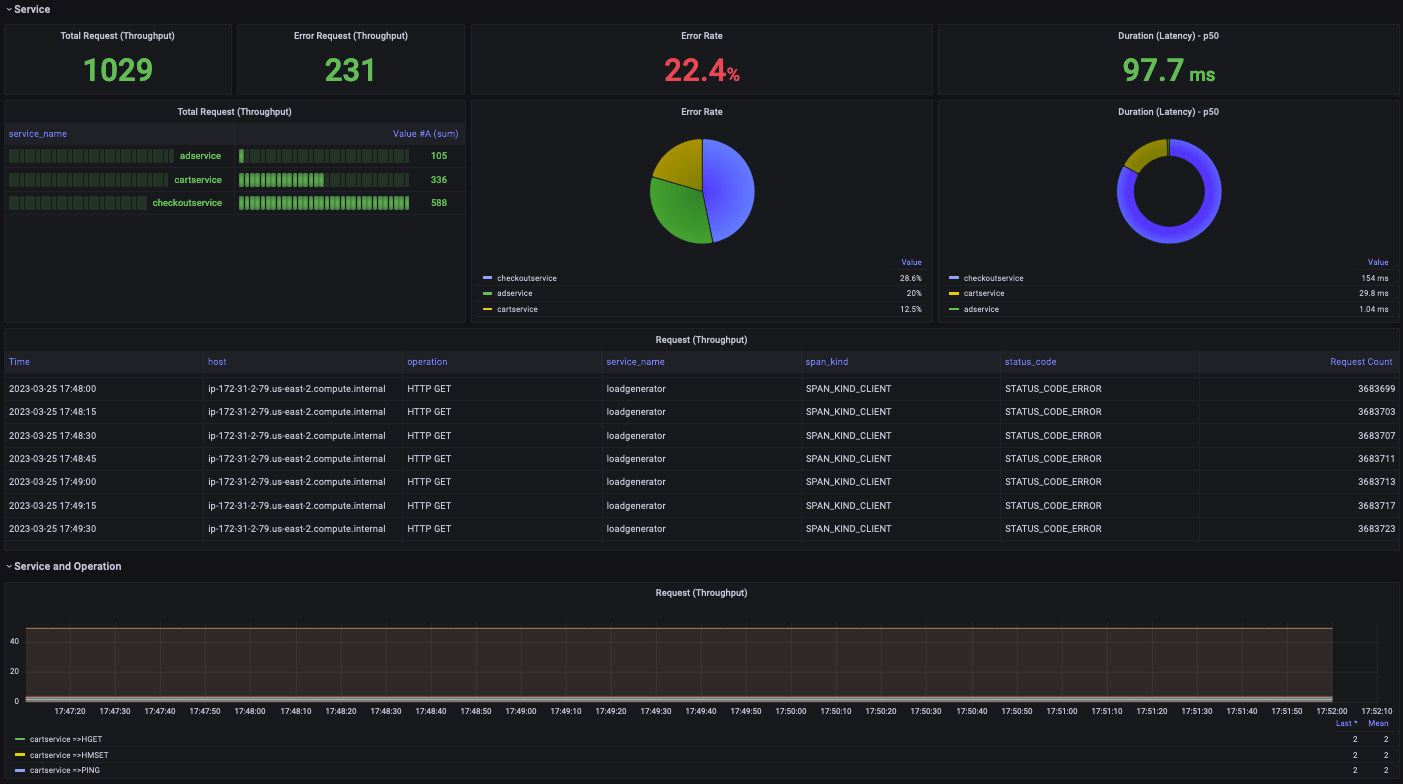 Service
Total Request (Throughput) Error Request (Throughput) Error Rate Duration (Latency) - p50
1029 231 22.4% 97.7 ms
Total Request (Throughput) Error Rate Duration (Latency) - p50
service_name Value #A (sum)
adservice 105
cartservice 336
checkoutservice 588
Value
checkoutservice 28.6%
adservice 20%
cartservice 12.5%
Value
checkoutservice 154 ms
cartservice 29.8 ms
adservice 1.04 ms
Request (Throughput)
Time host operation service_name span_kind status_code Request Count
2023-03-25 17:48:00 ip-172-31-2-79.us-east-2.compute.internal HTTP GET loadgenerator SPAN_KIND_CLIENT STATUS_CODE_ERROR 3683699
2023-03-25 17:48:15 ip-172-31-2-79.us-east-2.compute.internal HTTP GET loadgenerator SPAN_KIND_CLIENT STATUS_CODE_ERROR 3683703
2023-03-25 17:48:30 ip-172-31-2-79.us-east-2.compute.internal HTTP GET loadgenerator SPAN_KIND_CLIENT STATUS_CODE_ERROR 3683707
2023-03-25 17:48:45 ip-172-31-2-79.us-east-2.compute.internal HTTP GET loadgenerator SPAN_KIND_CLIENT STATUS_CODE_ERROR 3683711
2023-03-25 17:49:00 ip-172-31-2-79.us-east-2.compute.internal HTTP GET loadgenerator SPAN_KIND_CLIENT STATUS_CODE_ERROR 3683713
2023-03-25 17:49:15 ip-172-31-2-79.us-east-2.compute.internal HTTP GET loadgenerator SPAN_KIND_CLIENT STATUS_CODE_ERROR 3683717
2023-03-25 17:49:30 ip-172-31-2-79.us-east-2.compute.internal HTTP GET loadgenerator SPAN_KIND_CLIENT STATUS_CODE_ERROR 3683723
Service and Operation
Request (Throughput)
40
20
0
17:47:20 17:47:30 17:47:40 17:47:50 17:48:00 17:48:10 17:48:20 17:48:30 17:48:40 17:48:50 17:49:00 17:49:10 17:49:20 17:49:30 17:49:40 17:49:50 17:50:00 17:50:10 17:50:20 17:50:30 17:50:40 17:50:50 17:51:00 17:51:10 17:51:20 17:51:30 17:51:40 17:51:50 17:52:00 17:52:10
Last * Mean
cartservice =>HGET 2 2
cartservice =>HMSET 2 2
cartservice =>PING 2 2